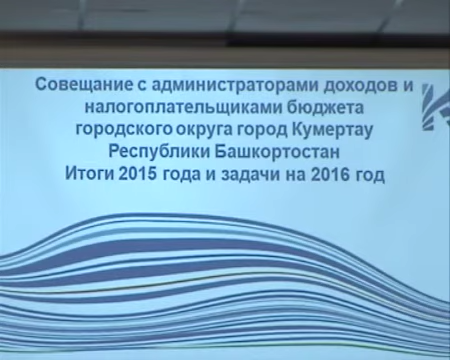 Совещание с администраторами доходов и
налогоплательщиками бюджета
городского округа город Кумертау
Республики Башкортостан
Итоги 2015 года и задачи на 2016 год